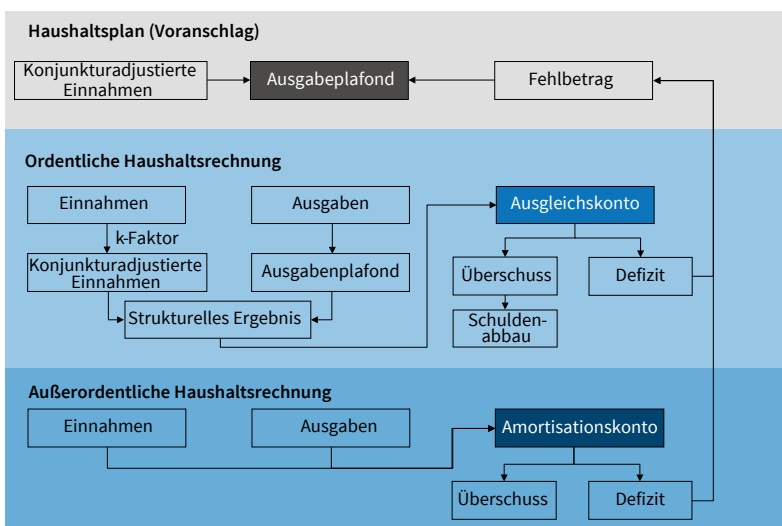 Haushaltsplan (Voranschlag)
Konjunkturadjustierte
Einnahmen
Ausgabeplafond
Fehlbetrag
Ordentliche Haushaltsrechnung
Einnahmen
Ausgaben
Ausgleichskonto
k-Faktor
Konjunkturadjustierte
Einnahmen
Ausgabenplafond
Überschuss
Defizit
Strukturelles Ergebnis
Schulden-
abbau
Außerordentliche Haushaltsrechnung
Einnahmen
Ausgaben
Amortisationskonto
Überschuss
Defizit